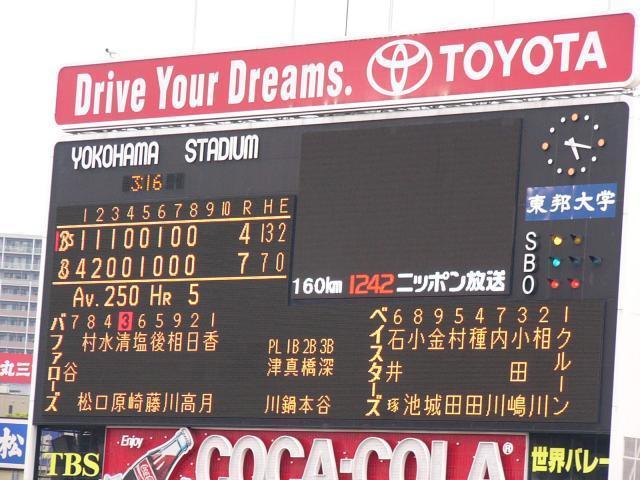 Drive Your Dreams. TOYOTA
YOKOHAMA STADIUM
3:16
1 2 3 4 5 6 7 8 9 10 R H E
1 1 1 0 0 1 0 0 4 13 2
4 2 0 0 1 0 0 0 7 7 0
Av. 250 HR 5
160km 1242 ニッポン放送
東邦大学
S
B
O
バファローズ
7 8 4 3 6 5 9 2 1
谷
村松
水口
清原
塩崎
後藤
相川
日高
香月
PL 1B 2B 3B
津川
真鍋
橋本
深谷
ベイスターズ
6 8 9 5 4 7 3 2 1
石井琢
小池
金城
村田
種田
内川
小田嶋
相川
クルーン
丸三
松
TBS
Enjoy
COCA-COLA®
世界バレー